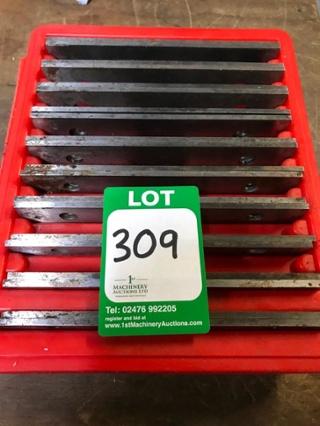 LOT
309
1st
MACHINERY
AUCTIONS LTD
Tel: 02476 992205
register and bid at
www.1stMachineryAuctions.com